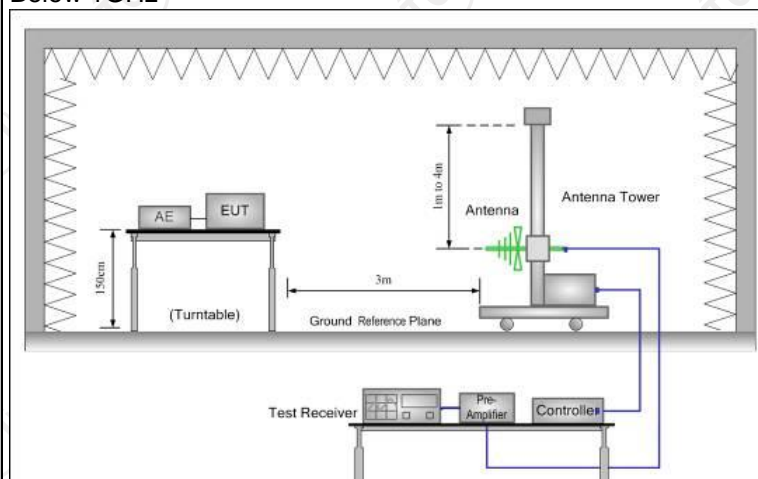 Below 1GHz
1m to 4m
Antenna Tower
Antenna
AE
EUT
150cm
3m
(Turntable)
Ground Reference Plane
Test Receiver
Pre-
Amplifier
Controller